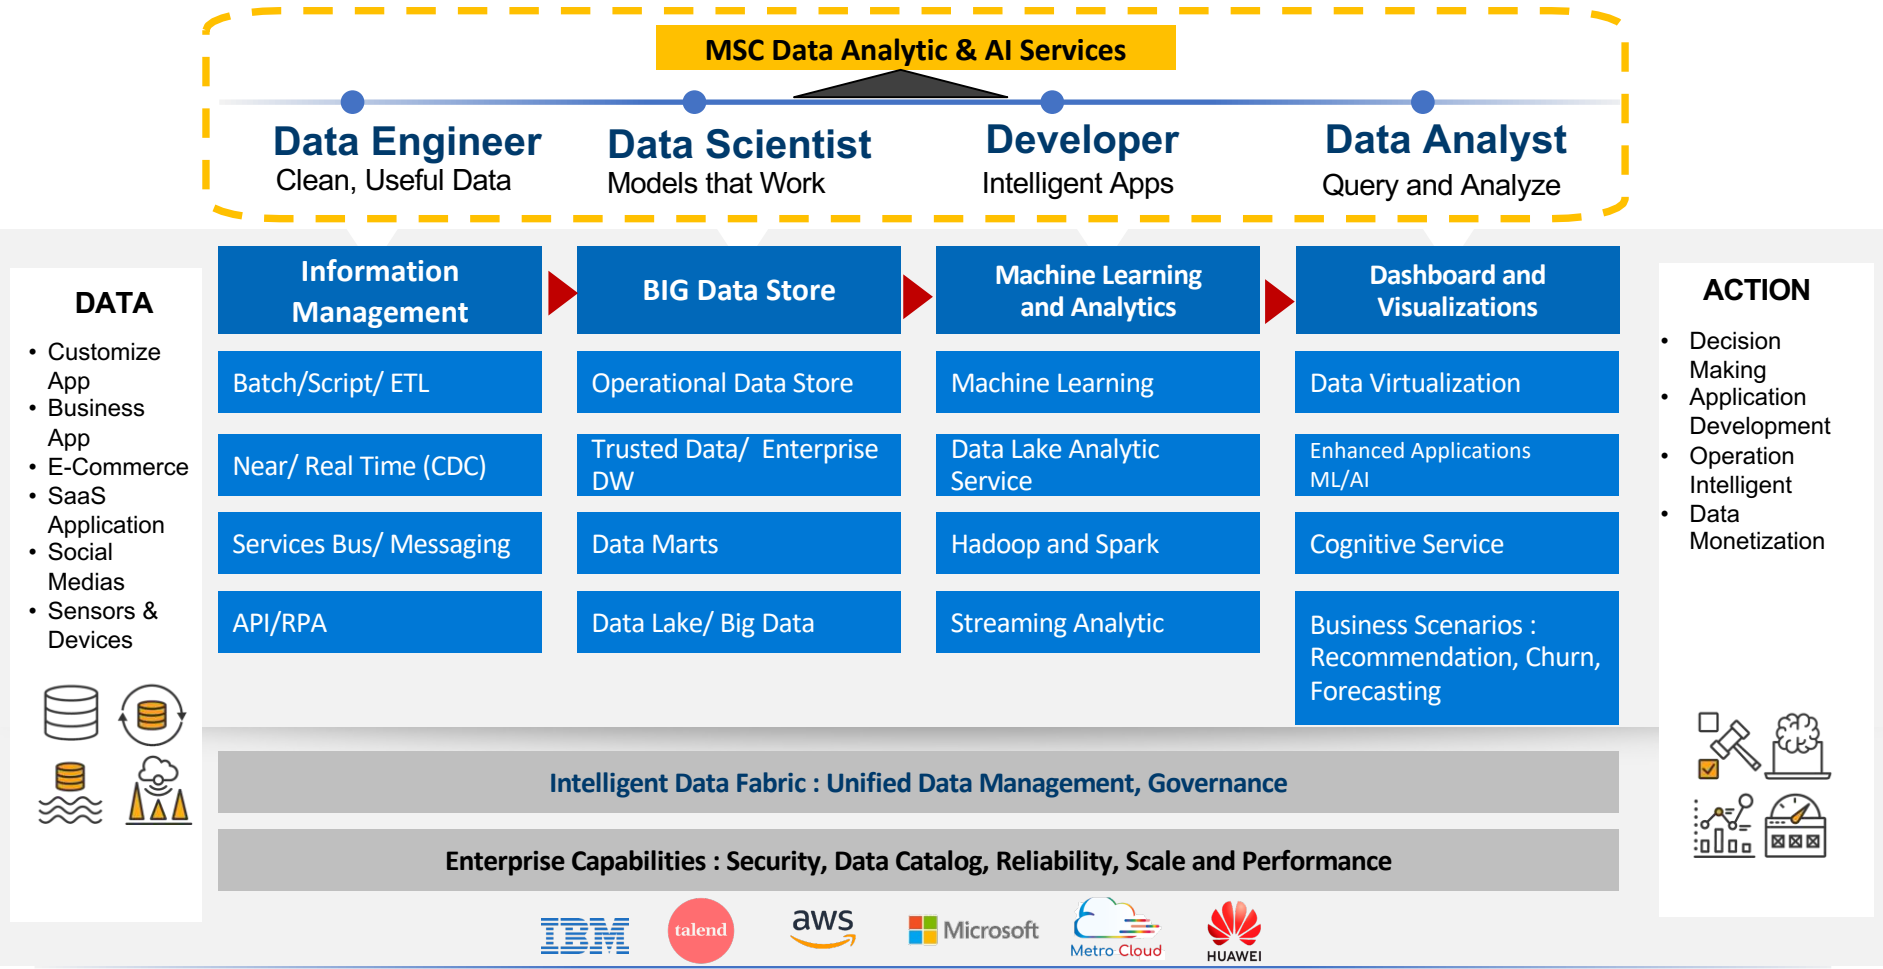 MSC Data Analytic & AI Services
Data Engineer
Clean, Useful Data
Data Scientist
Models that Work
Developer
Intelligent Apps
Data Analyst
Query and Analyze
DATA
• Customize
App
• Business
App
• E-Commerce
• SaaS
Application
• Social
Medias
• Sensors &
Devices
Information
Management
Batch/Script/ ETL
Near/ Real Time (CDC)
Services Bus/ Messaging
API/RPA
BIG Data Store
Operational Data Store
Trusted Data/ Enterprise
DW
Data Marts
Data Lake/ Big Data
Machine Learning
and Analytics
Machine Learning
Data Lake Analytic
Service
Hadoop and Spark
Streaming Analytic
Dashboard and
Visualizations
Data Virtualization
Enhanced Applications
ML/AI
Cognitive Service
Business Scenarios :
Recommendation, Churn,
Forecasting
ACTION
• Decision
Making
• Application
Development
• Operation
Intelligent
• Data
Monetization
Intelligent Data Fabric : Unified Data Management, Governance
Enterprise Capabilities : Security, Data Catalog, Reliability, Scale and Performance
IBM
talend
aws
Microsoft
Metro Cloud
HUAWEI